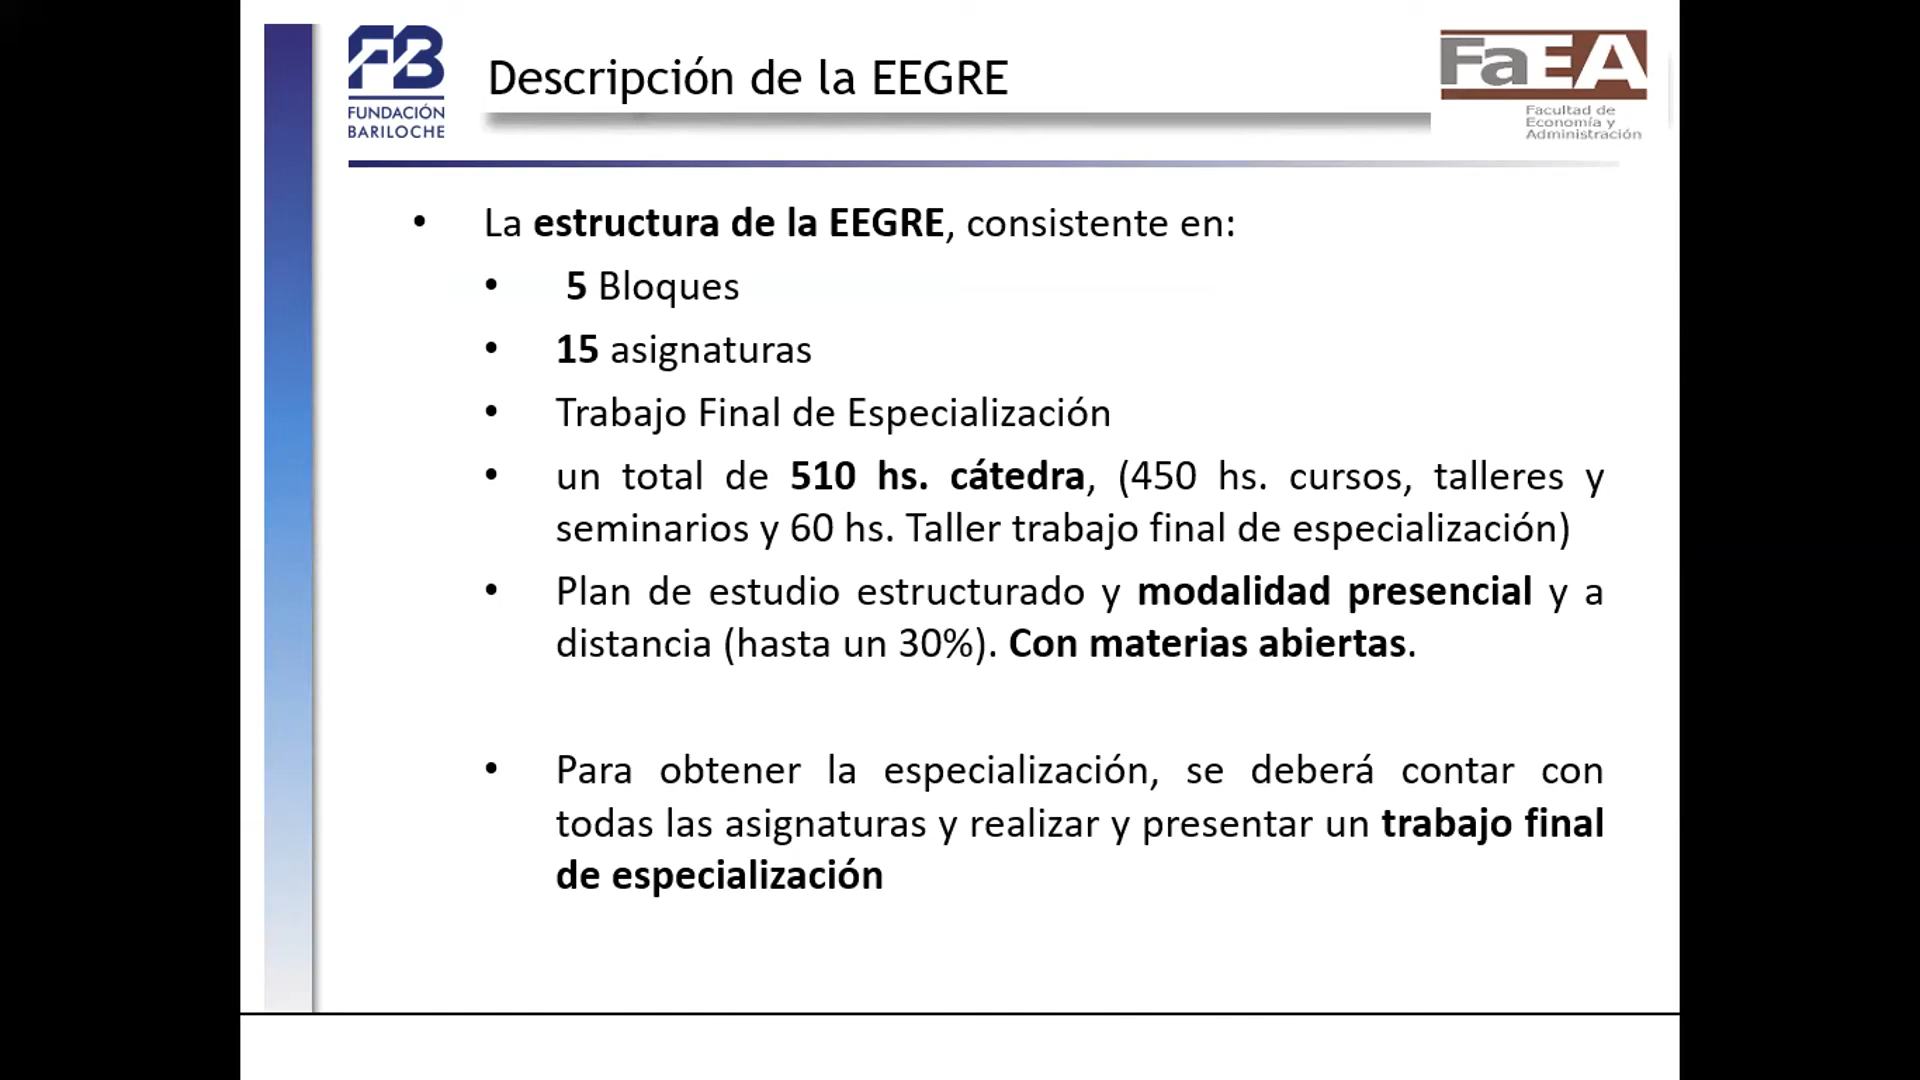 FB
FUNDACIÓN
BARILOCHE
Descripción de la EEGRE
FaEA
Facultad de
Economía y
Administración
• La estructura de la EEGRE, consistente en:
• 5 Bloques
• 15 asignaturas
• Trabajo Final de Especialización
• un total de 510 hs. cátedra, (450 hs. cursos, talleres y
seminarios y 60 hs. Taller trabajo final de especialización)
• Plan de estudio estructurado y modalidad presencial y a
distancia (hasta un 30%). Con materias abiertas.
• Para obtener la especialización, se deberá contar con
todas las asignaturas y realizar y presentar un trabajo final
de especialización